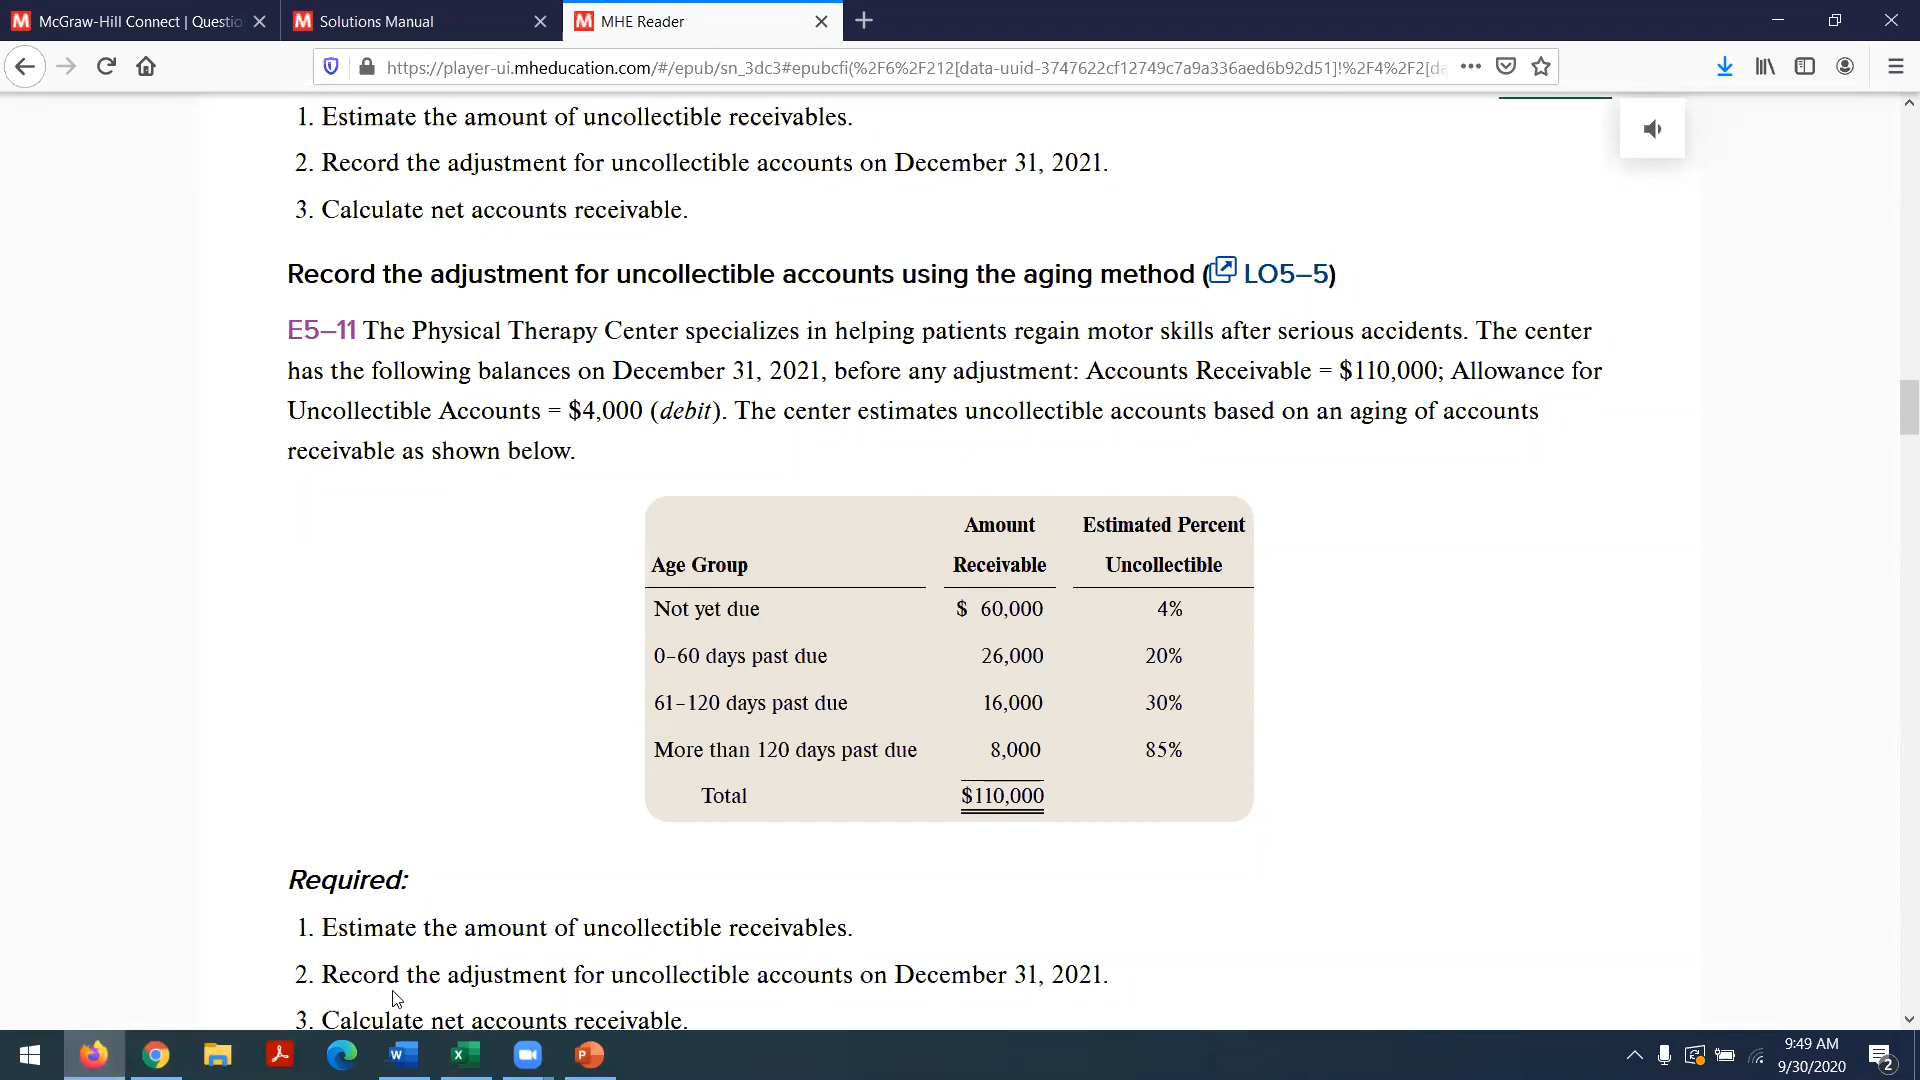 McGraw-Hill Connect | Questio
Solutions Manual
MHE Reader
https://player-ui.mheducation.com/#/epub/sn_3dc3#epubcfi(%2F6%2F212[data-uuid-3747622cf12749c7a9a336aed6b92d51]!%2F4%2F2[da
1. Estimate the amount of uncollectible receivables.
2. Record the adjustment for uncollectible accounts on December 31, 2021.
3. Calculate net accounts receivable.
Record the adjustment for uncollectible accounts using the aging method (LO5–5)
E5–11 The Physical Therapy Center specializes in helping patients regain motor skills after serious accidents. The center
has the following balances on December 31, 2021, before any adjustment: Accounts Receivable = $110,000; Allowance for
Uncollectible Accounts = $4,000 (debit). The center estimates uncollectible accounts based on an aging of accounts
receivable as shown below.
Amount Estimated Percent
Age Group Receivable Uncollectible
Not yet due $ 60,000 4%
0–60 days past due 26,000 20%
61–120 days past due 16,000 30%
More than 120 days past due 8,000 85%
Total $110,000
Required:
1. Estimate the amount of uncollectible receivables.
2. Record the adjustment for uncollectible accounts on December 31, 2021.
3. Calculate net accounts receivable.
9:49 AM
9/30/2020
2